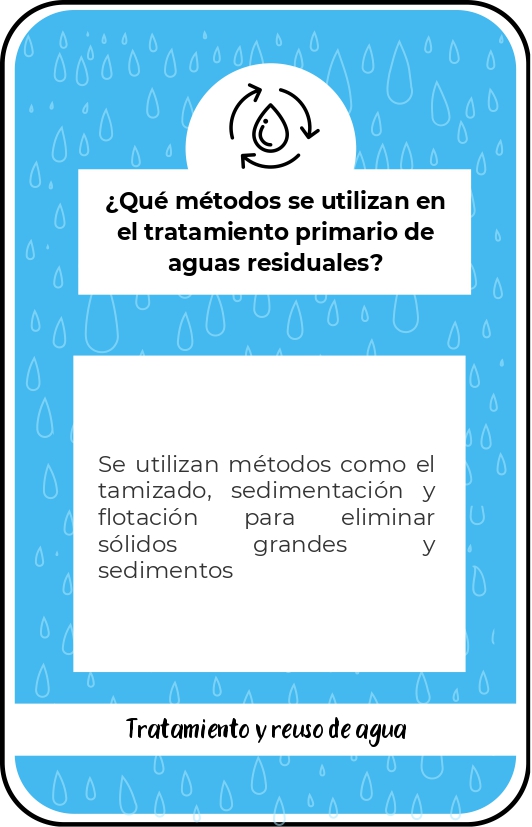 ¿Qué métodos se utilizan en
el tratamiento primario de
aguas residuales?
Se utilizan métodos como el
tamizado, sedimentación y
flotación para eliminar
sólidos grandes y
sedimentos
Tratamiento y reuso de agua